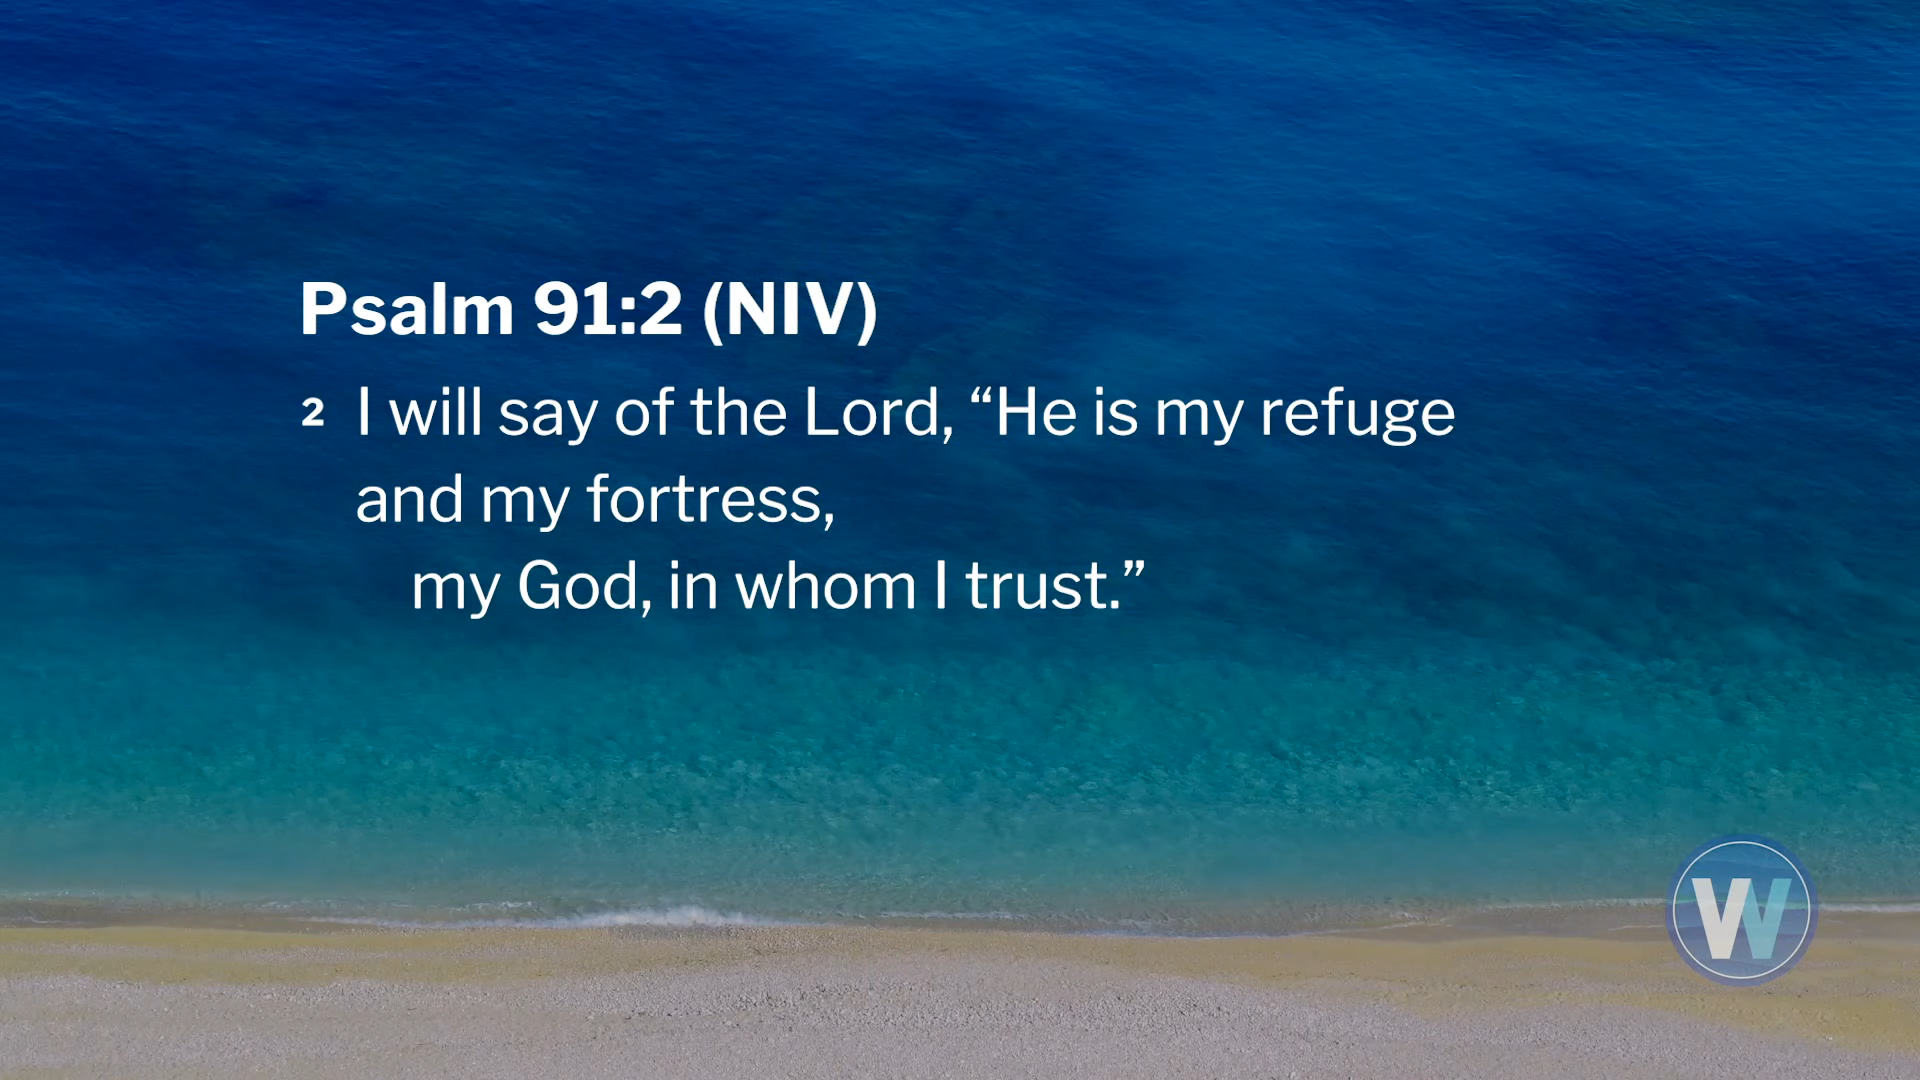 Psalm 91:2 (NIV)
2 I will say of the Lord, “He is my refuge
and my fortress,
my God, in whom I trust.”
W